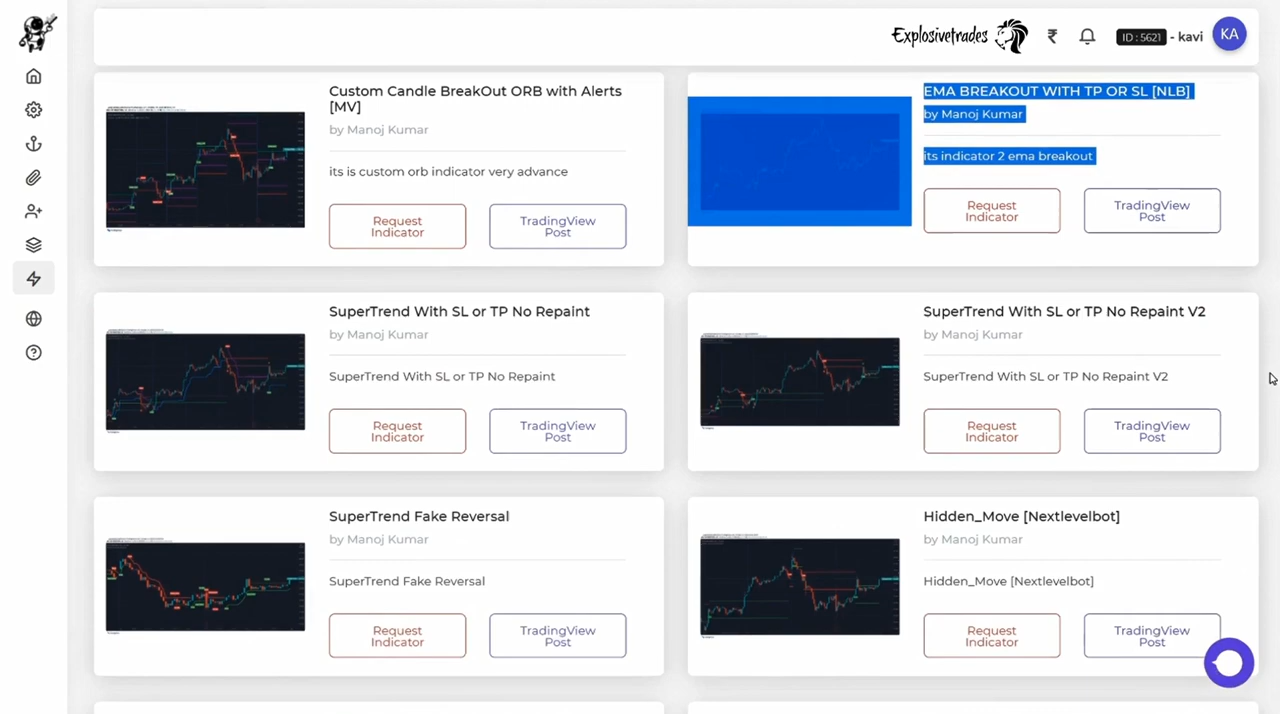 Explosivetrades
₹
ID : 5621 - kavi
KA
Custom Candle BreakOut ORB with Alerts
[MV]
by Manoj Kumar
its is custom orb indicator very advance
Request
Indicator
TradingView
Post
EMA BREAKOUT WITH TP OR SL [NLB]
by Manoj Kumar
its indicator 2 ema breakout
Request
Indicator
TradingView
Post
SuperTrend With SL or TP No Repaint
by Manoj Kumar
SuperTrend With SL or TP No Repaint
Request
Indicator
TradingView
Post
SuperTrend With SL or TP No Repaint V2
by Manoj Kumar
SuperTrend With SL or TP No Repaint V2
Request
Indicator
TradingView
Post
SuperTrend Fake Reversal
by Manoj Kumar
SuperTrend Fake Reversal
Request
Indicator
TradingView
Post
Hidden_Move [Nextlevelbot]
by Manoj Kumar
Hidden_Move [Nextlevelbot]
Request
Indicator
TradingView
Post